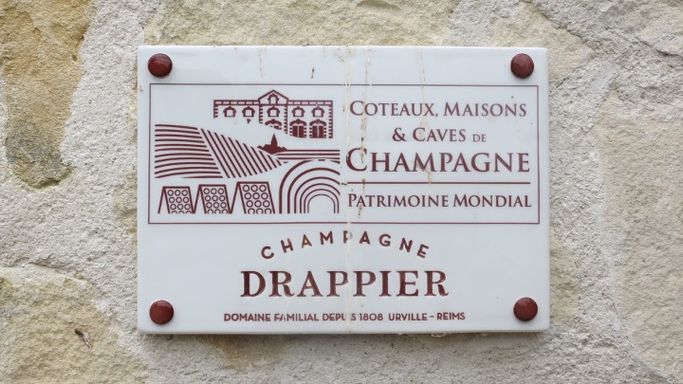 COTEAUX, MAISONS
& CAVES DE
CHAMPAGNE
PATRIMOINE MONDIAL
CHAMPAGNE
DRAPPIER
DOMAINE FAMILIAL DEPUIS 1808 URVILLE – REIMS